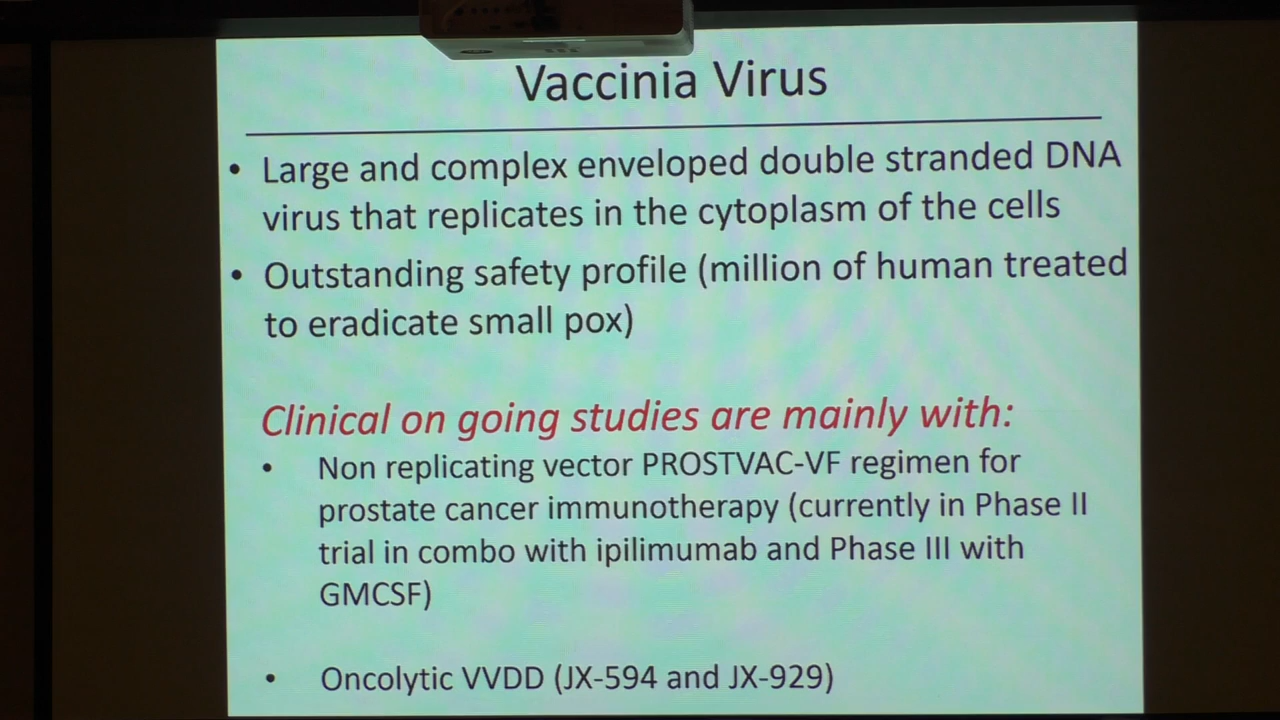 Vaccinia Virus
• Large and complex enveloped double stranded DNA
virus that replicates in the cytoplasm of the cells
• Outstanding safety profile (million of human treated
to eradicate small pox)
Clinical on going studies are mainly with:
• Non replicating vector PROSTVAC-VF regimen for
prostate cancer immunotherapy (currently in Phase II
trial in combo with ipilimumab and Phase III with
GMCSF)
• Oncolytic VVDD (JX-594 and JX-929)